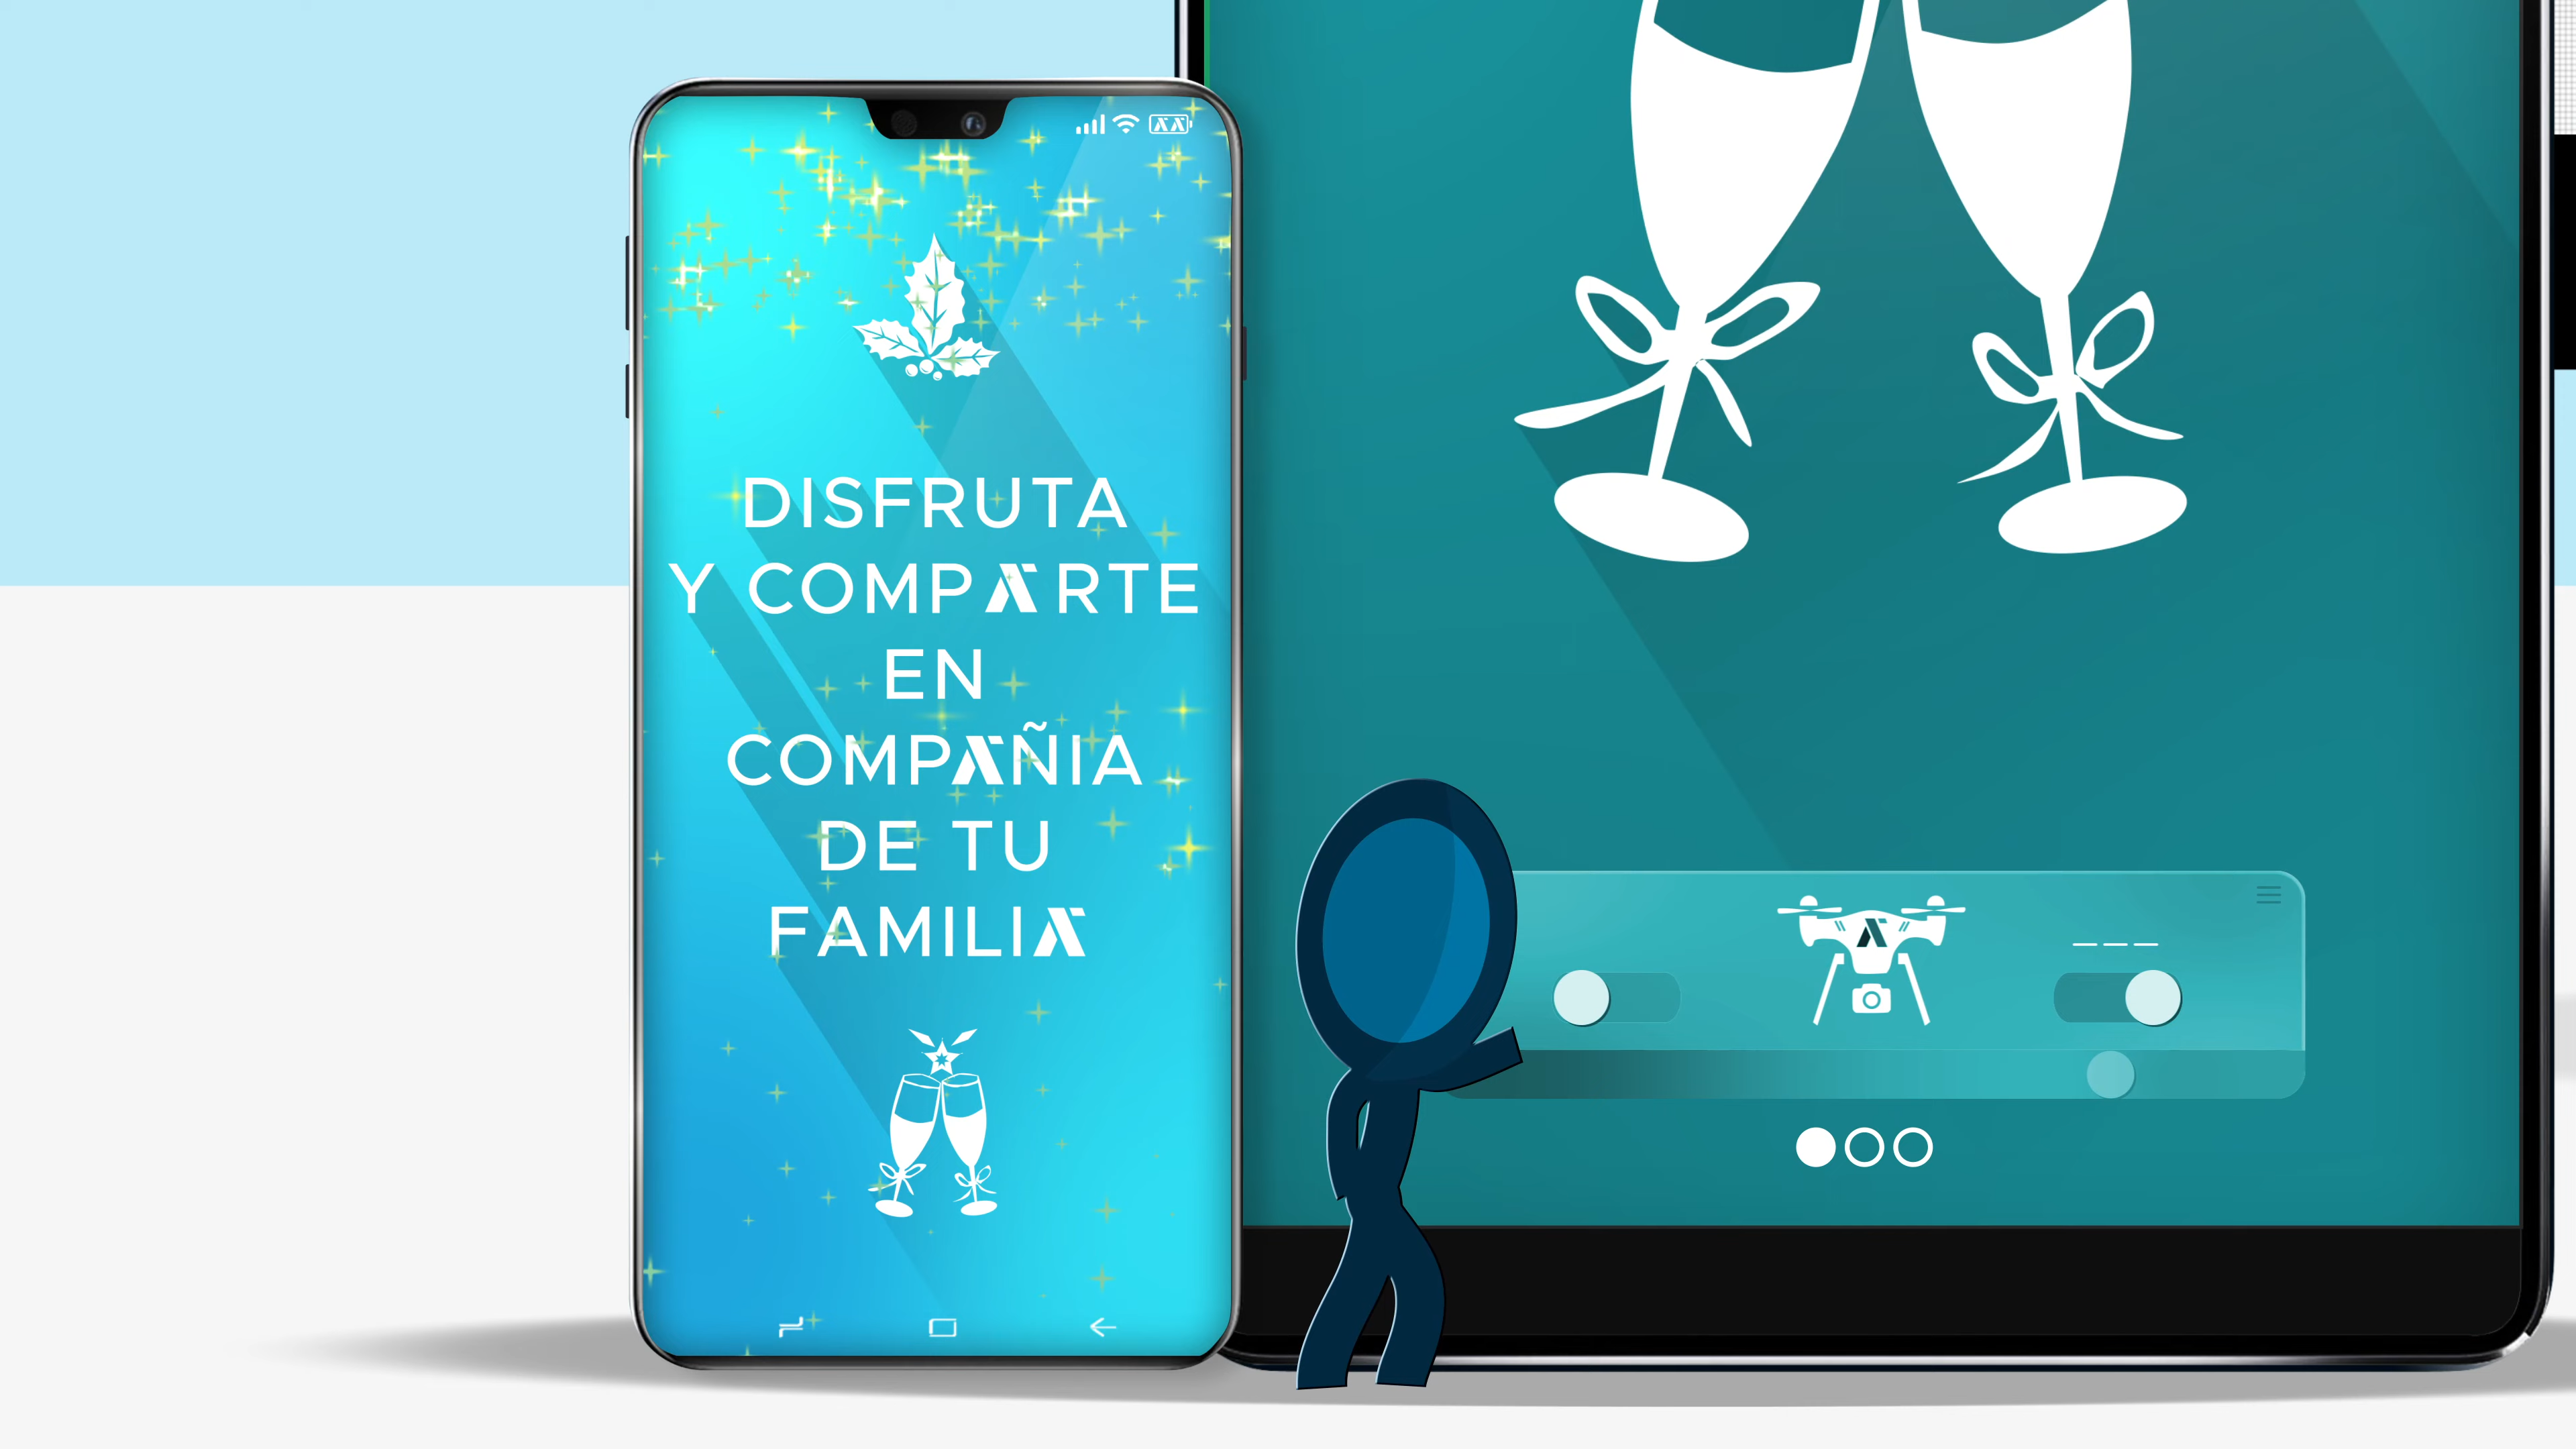 DISFRUTA
Y COMPARTE
EN
COMPAÑIA
DE TU
FAMILIA